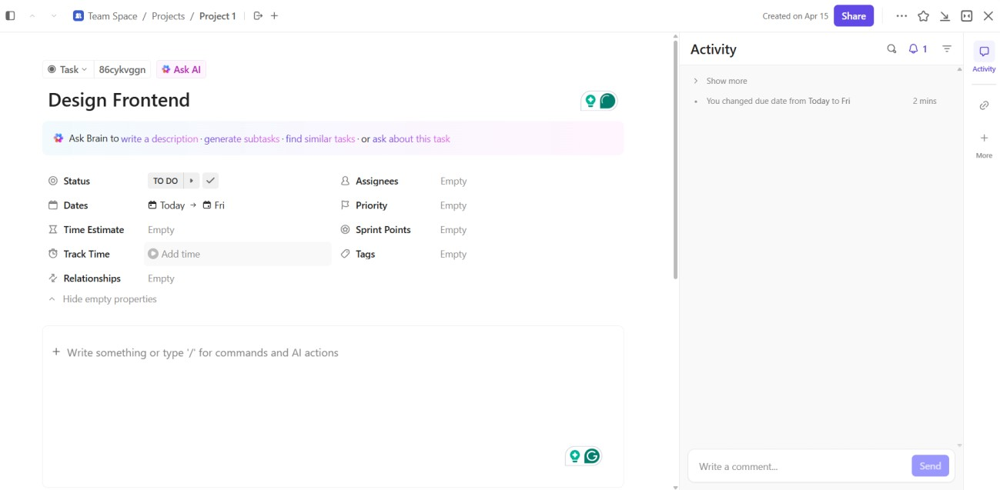 Team Space / Projects / Project 1
Created on Apr 15
Share
Task
86cykvggn
Ask AI
Design Frontend
Ask Brain to write a description · generate subtasks · find similar tasks · or ask about this task
Status TO DO
Assignees Empty
Dates Today → Fri
Priority Empty
Time Estimate Empty
Sprint Points Empty
Track Time Add time
Tags Empty
Relationships Empty
Hide empty properties
+ Write something or type '/' for commands and AI actions
Activity
1
Show more
• You changed due date from Today to Fri 2 mins
Write a comment...
Send
Activity
More